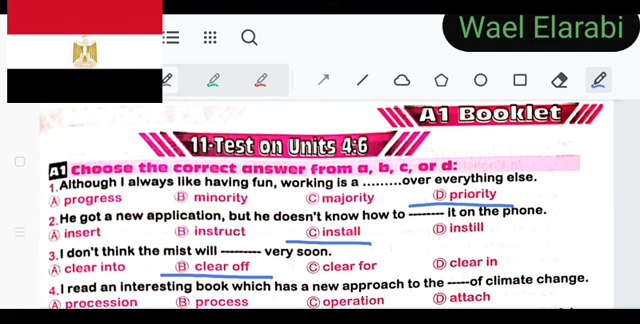 Wael Elarabi
A1 Booklet
11-Test on Units 4:6
A1 Choose the correct answer from a, b, c, or d:
1.Although I always like having fun, working is a .........over everything else.
A progress B minority C majority D priority
2.He got a new application, but he doesn't know how to -------- it on the phone.
A insert B instruct C install D instill
3.I don't think the mist will --------- very soon.
A clear into B clear off C clear for D clear in
4.I read an interesting book which has a new approach to the -----of climate change.
A procession B process C operation D attach